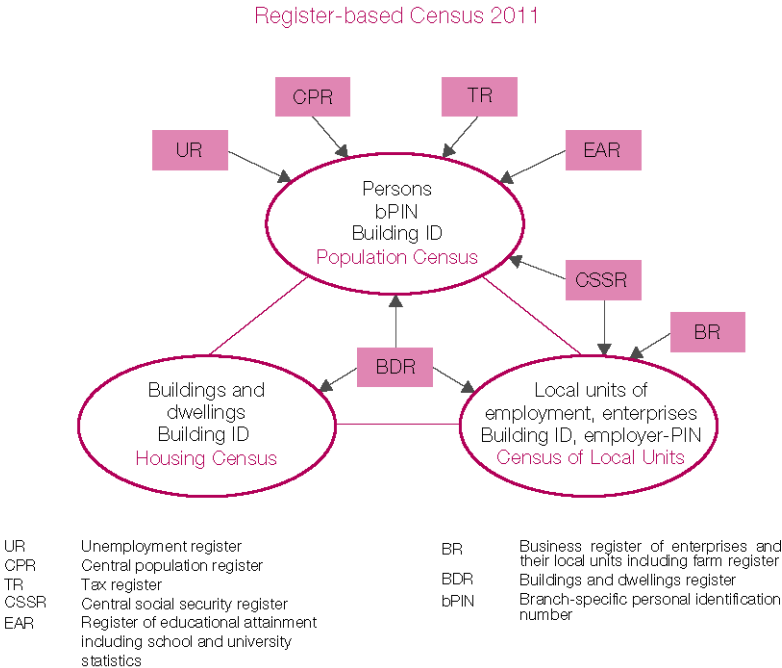 Register-based Census 2011
CPR
TR
UR
EAR
Persons
bPIN
Building ID
Population Census
CSSR
BR
BDR
Buildings and
dwellings
Building ID
Housing Census
Local units of
employment, enterprises
Building ID, employer-PIN
Census of Local Units
UR Unemployment register
CPR Central population register
TR Tax register
CSSR Central social security register
EAR Register of educational attainment
including school and university
statistics
BR Business register of enterprises and
their local units including farm register
BDR Buildings and dwellings register
bPIN Branch-specific personal identification
number